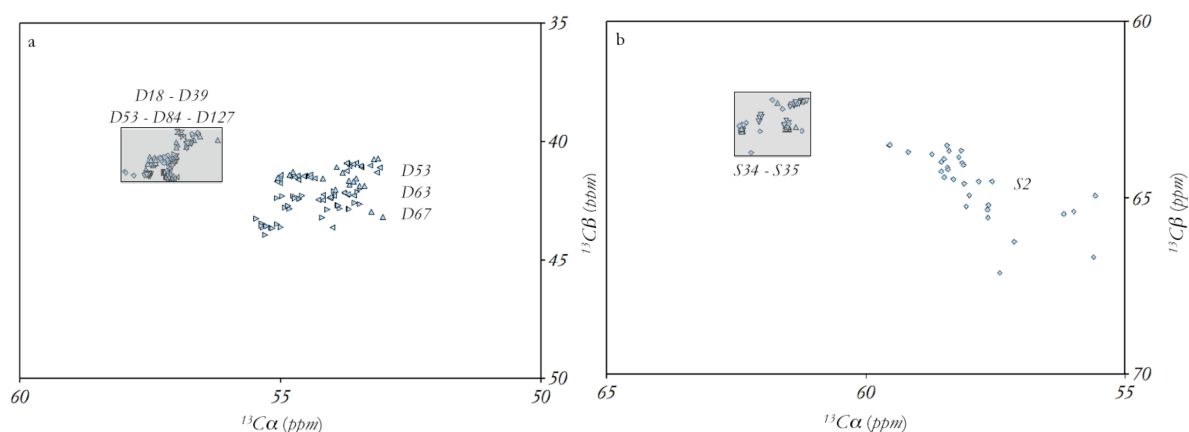 a
35
D18 - D39
D53 - D84 - D127
40
D53
D63
D67
¹³Cβ (ppm)
45
50
60
55
50
¹³Cα (ppm)
b
60
S34 - S35
S2
65
¹³Cβ (ppm)
70
65
60
55
¹³Cα (ppm)